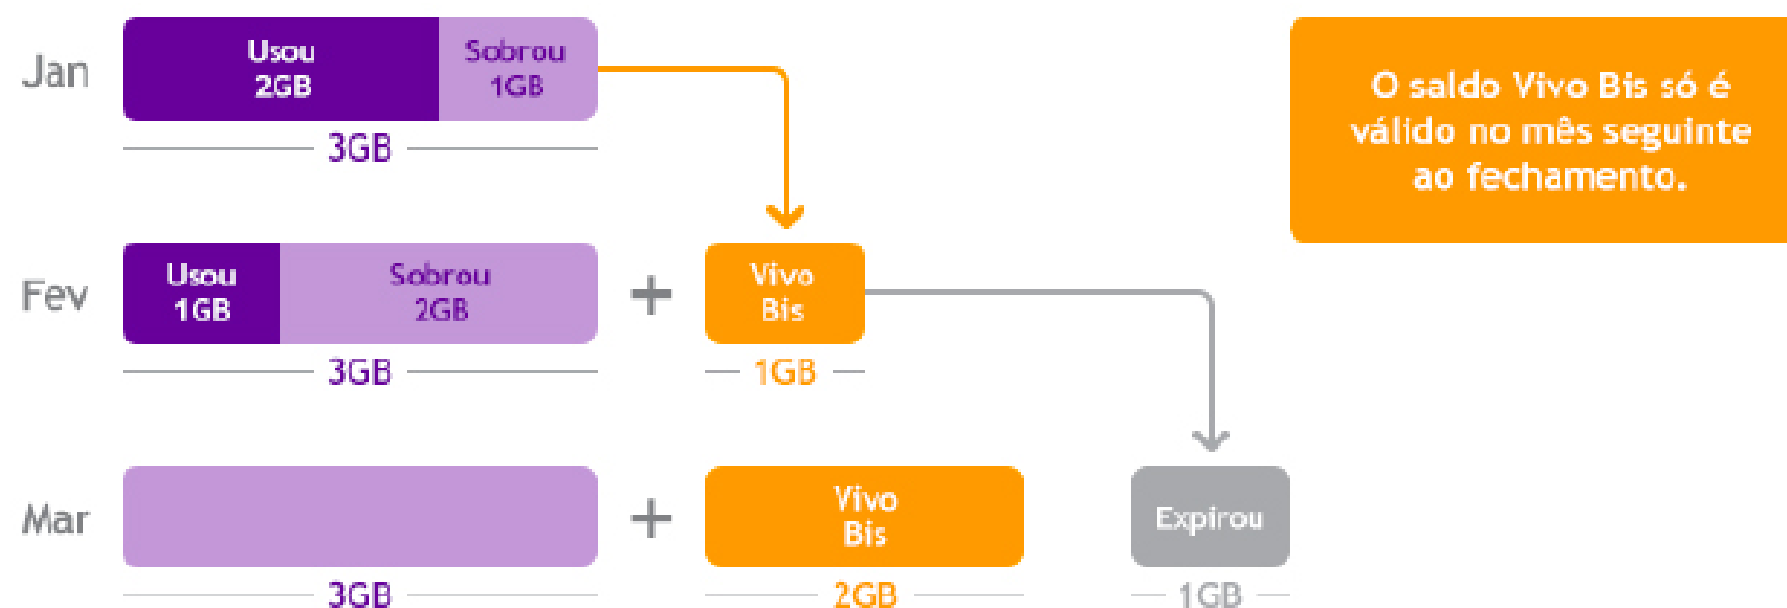 Jan
Usou
2GB
Sobrou
1GB
3GB
O saldo Vivo Bis só é
válido no mês seguinte
ao fechamento.
Fev
Usou
1GB
Sobrou
2GB
3GB
+
Vivo
Bis
1GB
Mar
3GB
+
Vivo
Bis
2GB
Expirou
1GB